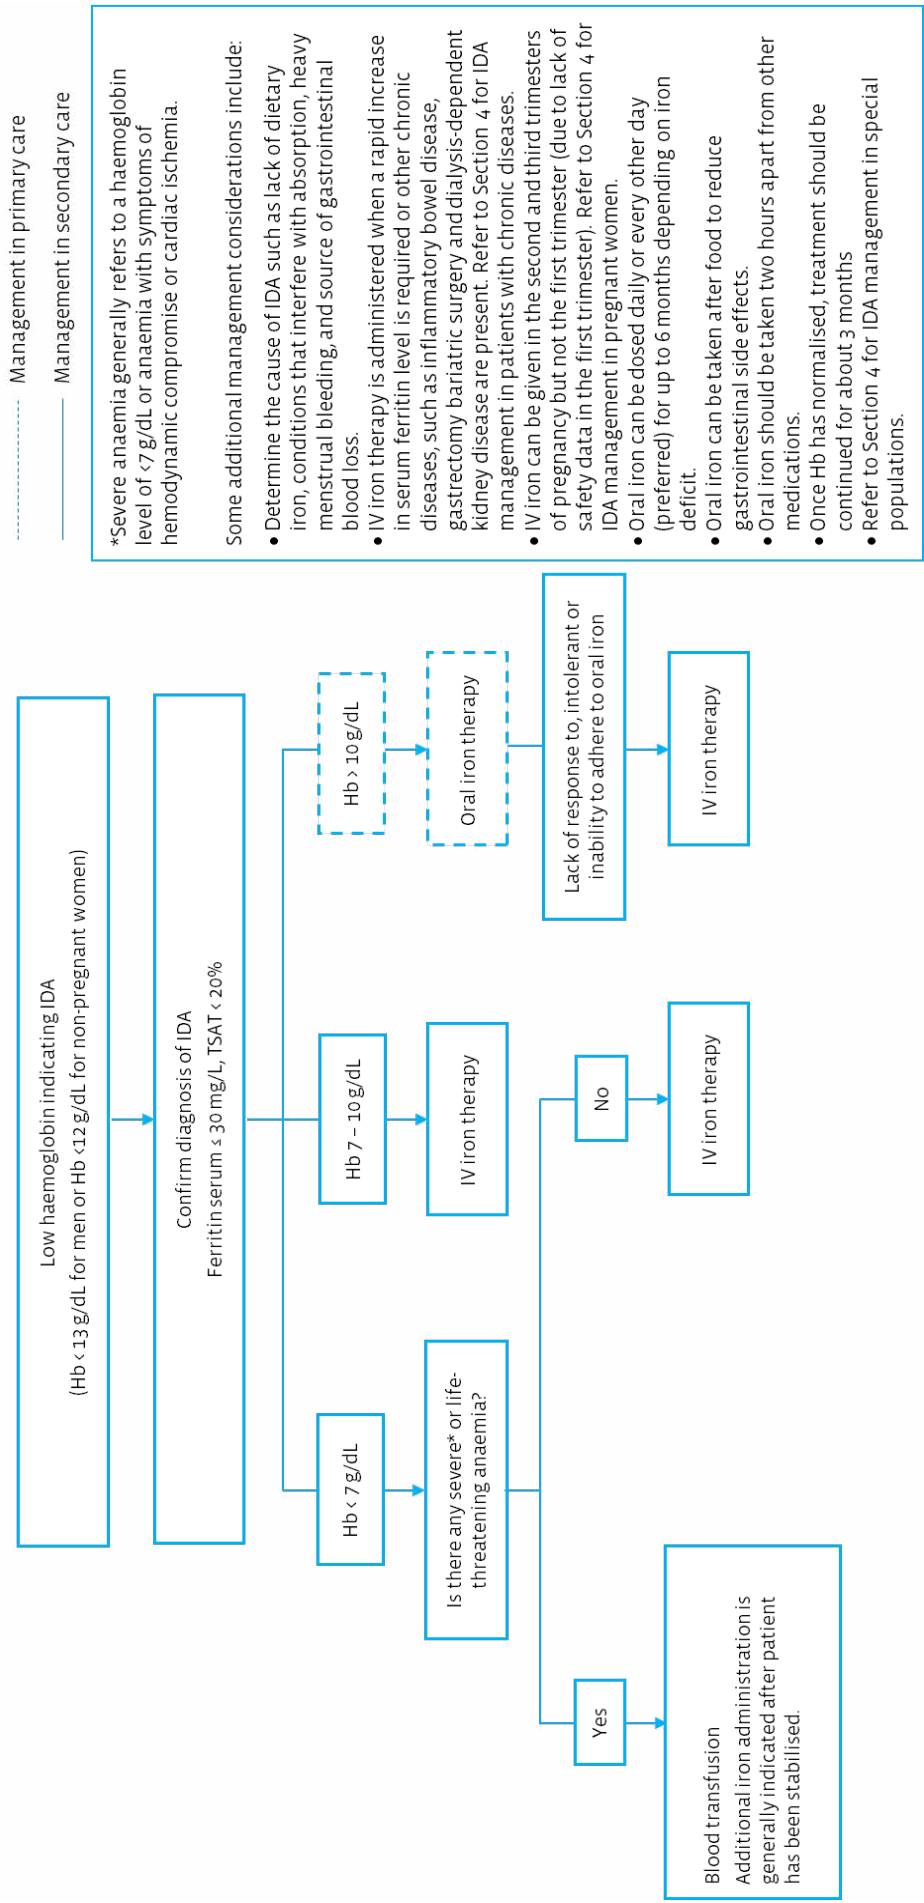 Management in primary care
Management in secondary care
Low haemoglobin indicating IDA
(Hb < 13 g/dL for men or Hb <12 g/dL for non-pregnant women)
Confirm diagnosis of IDA
Ferritin serum ≤ 30 mg/L, TSAT < 20%
Hb < 7 g/dL
Hb 7 – 10 g/dL
Hb > 10 g/dL
Is there any severe* or life-
threatening anaemia?
IV iron therapy
Oral iron therapy
Yes
No
Lack of response to, intolerant or
inability to adhere to oral iron
Blood transfusion
Additional iron administration is
generally indicated after patient
has been stabilised.
IV iron therapy
IV iron therapy
*Severe anaemia generally refers to a haemoglobin
level of <7 g/dL or anaemia with symptoms of
hemodynamic compromise or cardiac ischemia.
Some additional management considerations include:
• Determine the cause of IDA such as lack of dietary
iron, conditions that interfere with absorption, heavy
menstrual bleeding, and source of gastrointestinal
blood loss.
• IV iron therapy is administered when a rapid increase
in serum ferritin level is required or other chronic
diseases, such as inflammatory bowel disease,
gastrectomy bariatric surgery and dialysis-dependent
kidney disease are present. Refer to Section 4 for IDA
management in patients with chronic diseases.
• IV iron can be given in the second and third trimesters
of pregnancy but not the first trimester (due to lack of
safety data in the first trimester). Refer to Section 4 for
IDA management in pregnant women.
• Oral iron can be dosed daily or every other day
(preferred) for up to 6 months depending on iron
deficit.
• Oral iron can be taken after food to reduce
gastrointestinal side effects.
• Oral iron should be taken two hours apart from other
medications.
• Once Hb has normalised, treatment should be
continued for about 3 months
• Refer to Section 4 for IDA management in special
populations.